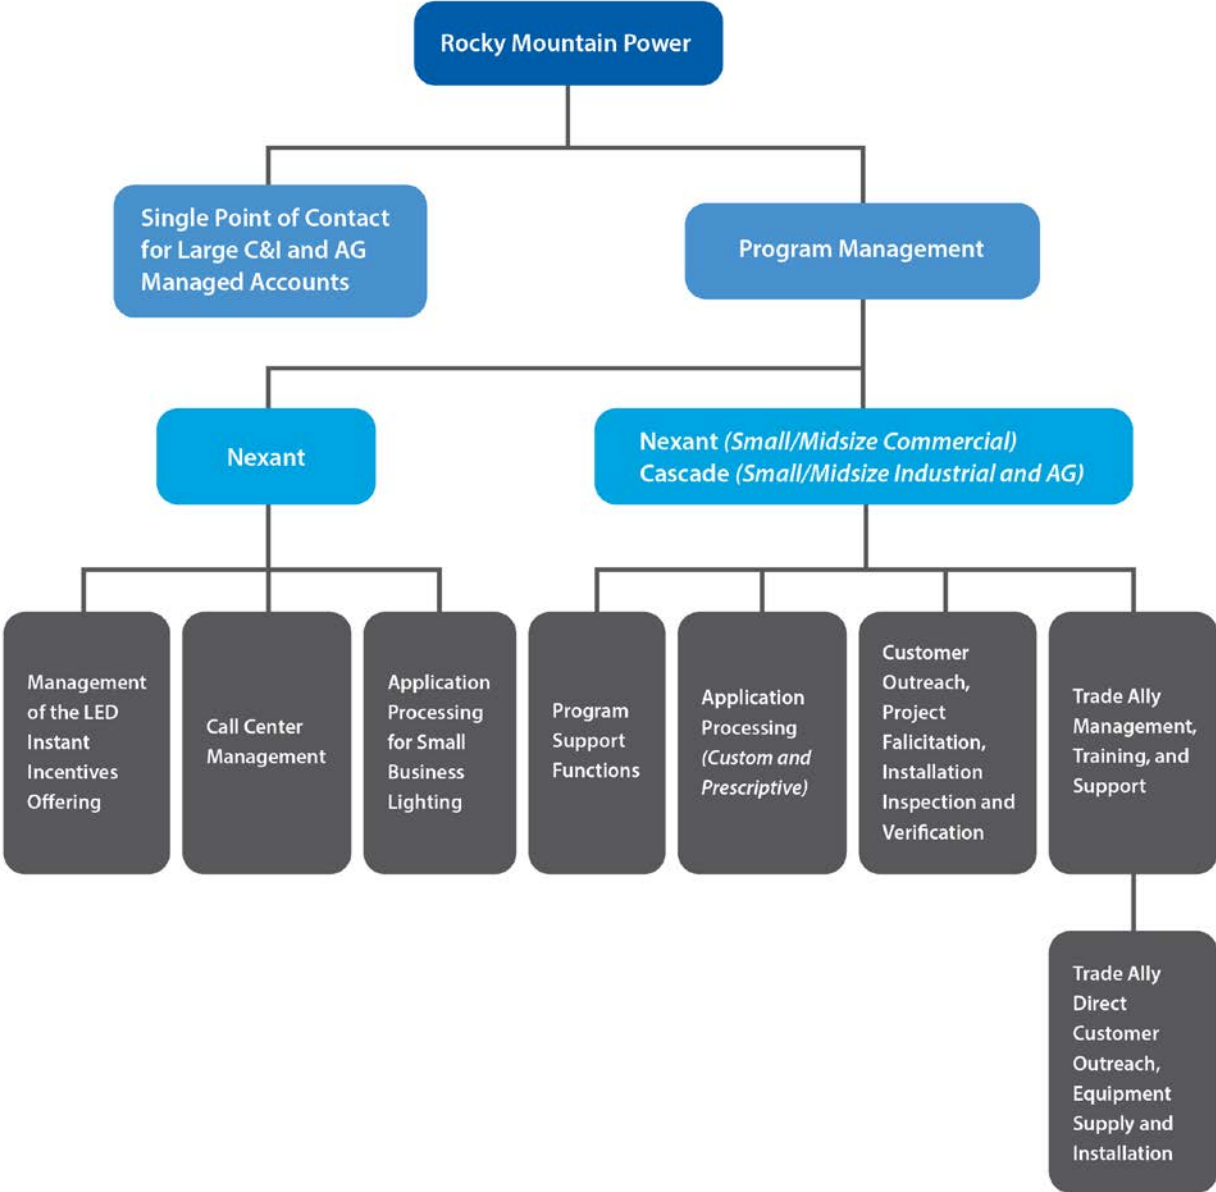 Rocky Mountain Power
Single Point of Contact
for Large C&I and AG
Managed Accounts
Program Management
Nexant
Nexant (Small/Midsize Commercial)
Cascade (Small/Midsize Industrial and AG)
Management
of the LED
Instant
Incentives
Offering
Call Center
Management
Application
Processing
for Small
Business
Lighting
Program
Support
Functions
Application
Processing
(Custom and
Prescriptive)
Customer
Outreach,
Project
Falicitation,
Installation
Inspection and
Verification
Trade Ally
Management,
Training, and
Support
Trade Ally
Direct
Customer
Outreach,
Equipment
Supply and
Installation